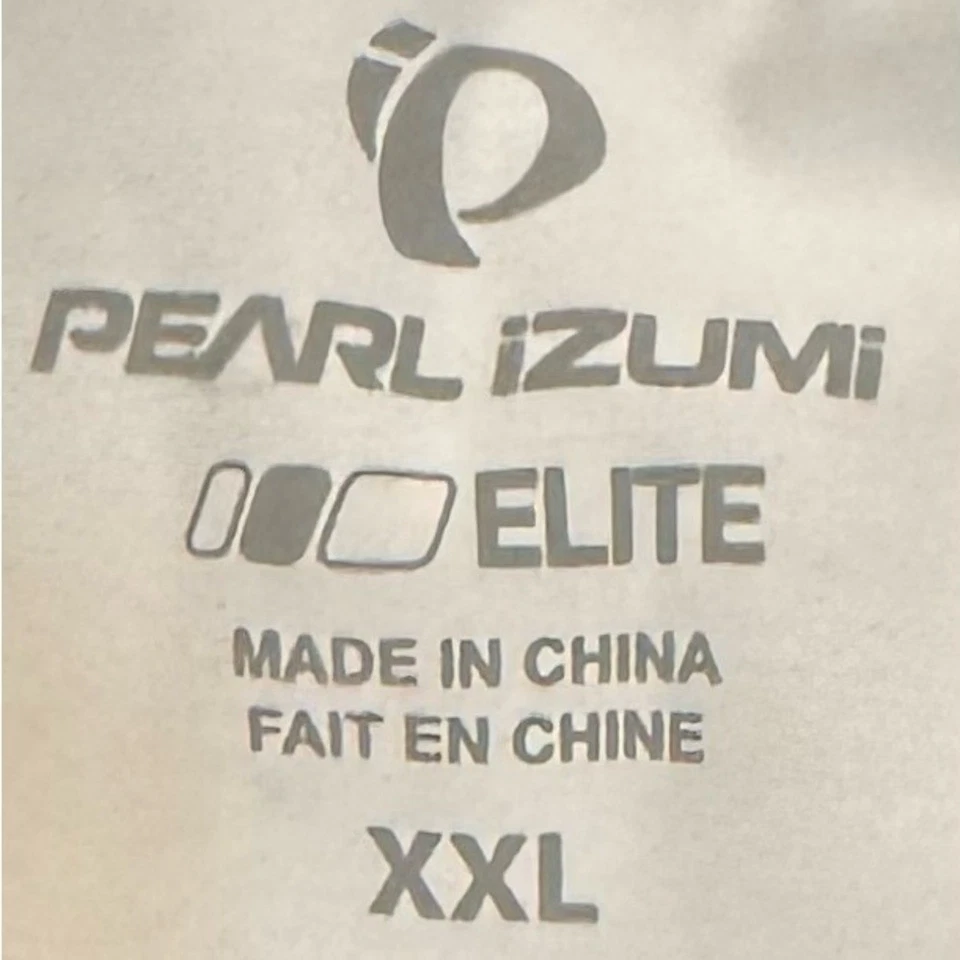 PEARL iZUMi
ELITE
MADE IN CHINA
FAIT EN CHINE
XXL